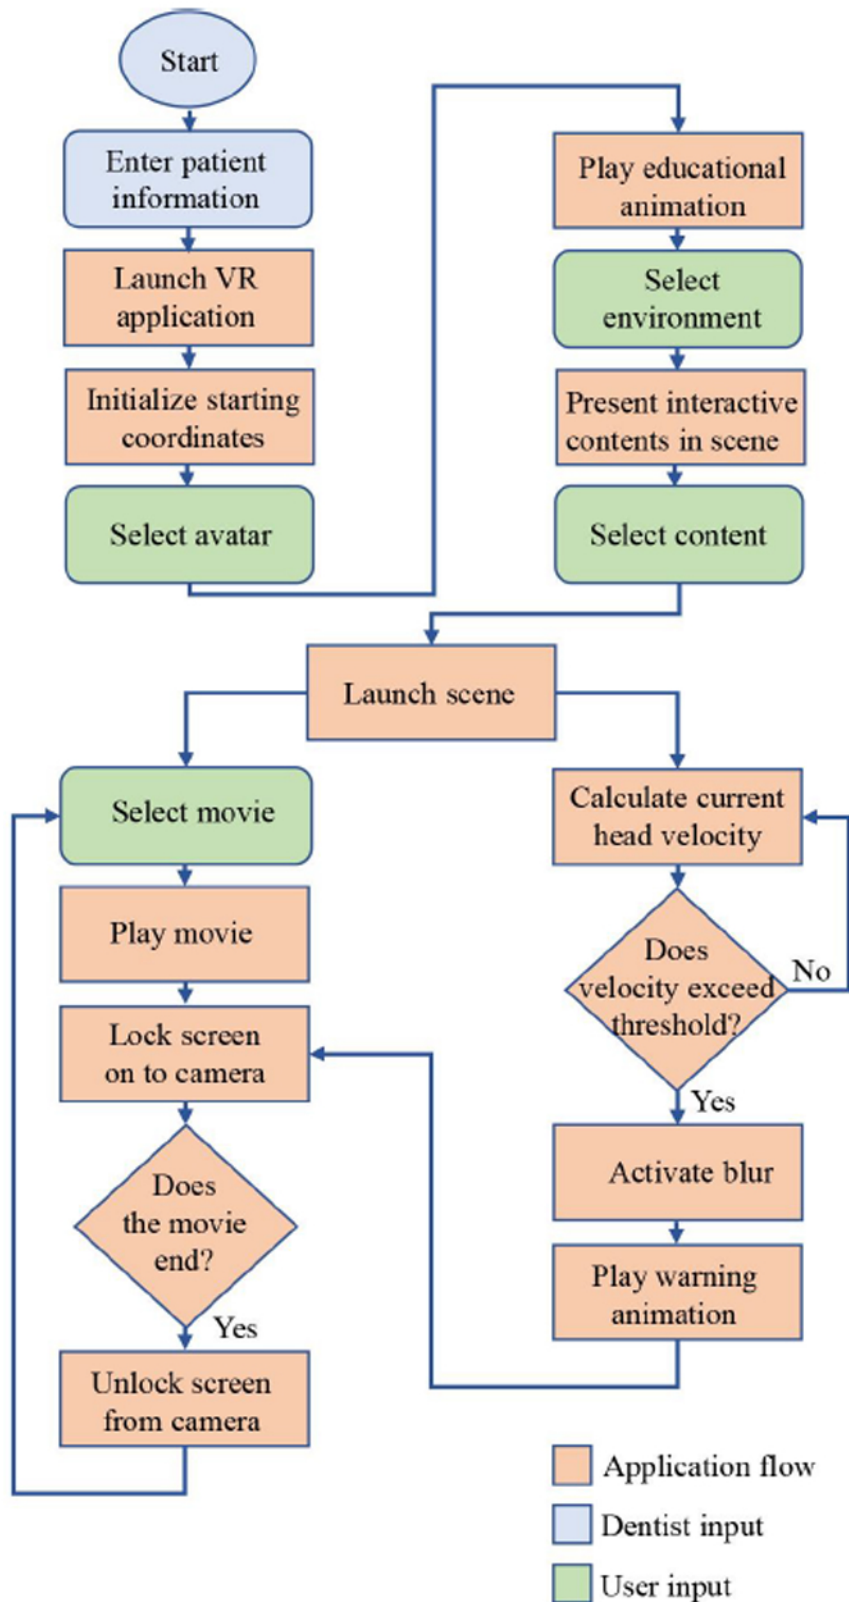 Start
Enter patient
information
Launch VR
application
Initialize starting
coordinates
Select avatar
Play educational
animation
Select
environment
Present interactive
contents in scene
Select content
Launch scene
Select movie
Play movie
Lock screen
on to camera
Does
the movie
end?
Yes
Unlock screen
from camera
Calculate current
head velocity
Does
velocity exceed
threshold?
No
Yes
Activate blur
Play warning
animation
Application flow
Dentist input
User input